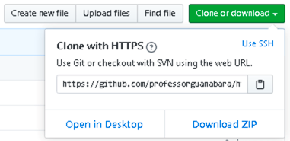 Create new file Upload files Find file Clone or download
Clone with HTTPS ?
Use SSH
Use Git or checkout with SVN using the web URL.
https://github.com/professorguanabara/h
Open in Desktop
Download ZIP